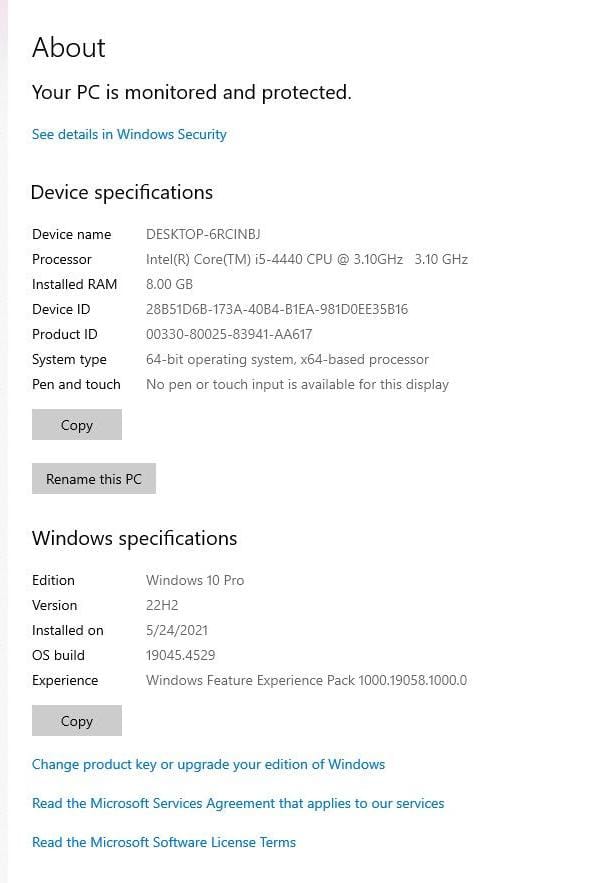 About
Your PC is monitored and protected.
See details in Windows Security
Device specifications
Device name DESKTOP-6RCINBJ
Processor Intel(R) Core(TM) i5-4440 CPU @ 3.10GHz 3.10 GHz
Installed RAM 8.00 GB
Device ID 28B51D6B-173A-40B4-B1EA-981D0EE35B16
Product ID 00330-80025-83941-AA617
System type 64-bit operating system, x64-based processor
Pen and touch No pen or touch input is available for this display
Copy
Rename this PC
Windows specifications
Edition Windows 10 Pro
Version 22H2
Installed on 5/24/2021
OS build 19045.4529
Experience Windows Feature Experience Pack 1000.19058.1000.0
Copy
Change product key or upgrade your edition of Windows
Read the Microsoft Services Agreement that applies to our services
Read the Microsoft Software License Terms